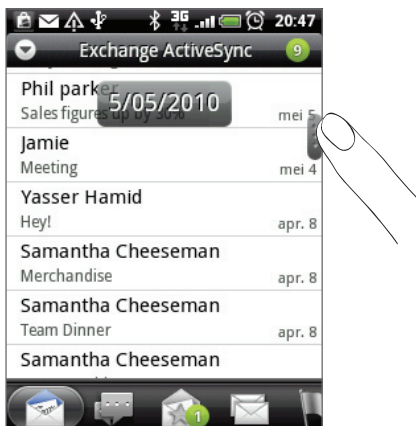 3G 20:47
Exchange ActiveSync 9
Phil parker
5/05/2010
Sales figures up by 30% mei 5
Jamie
Meeting mei 4
Yasser Hamid
Hey! apr. 8
Samantha Cheeseman
Merchandise apr. 8
Samantha Cheeseman
Team Dinner apr. 8
Samantha Cheeseman
1